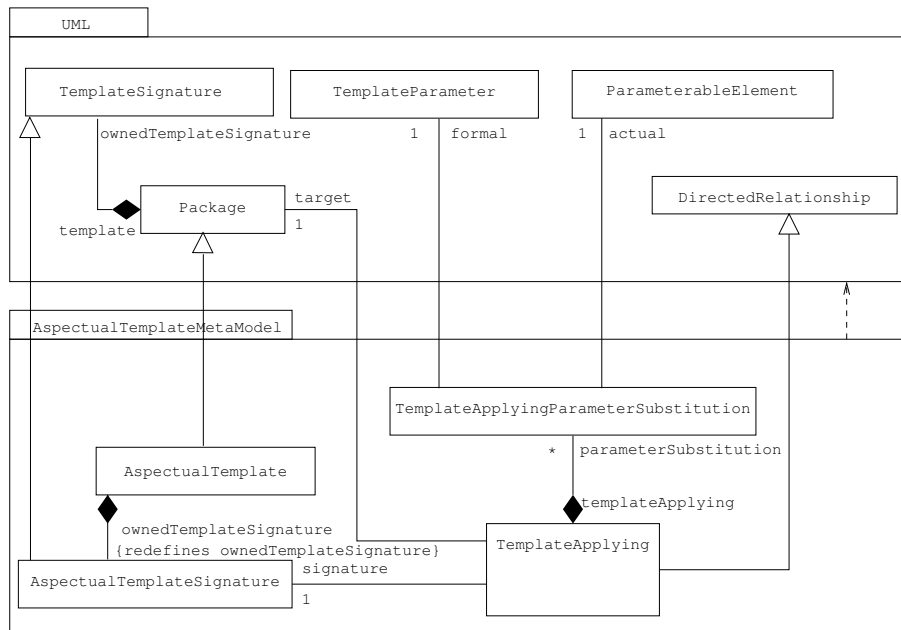 UML
TemplateSignature
TemplateParameter
ParameterableElement
ownedTemplateSignature
1 formal
1 actual
Package
target
DirectedRelationship
template
1
AspectualTemplateMetaModel
TemplateApplyingParameterSubstitution
* parameterSubstitution
AspectualTemplate
templateApplying
ownedTemplateSignature
{redefines ownedTemplateSignature}
TemplateApplying
signature
AspectualTemplateSignature
1